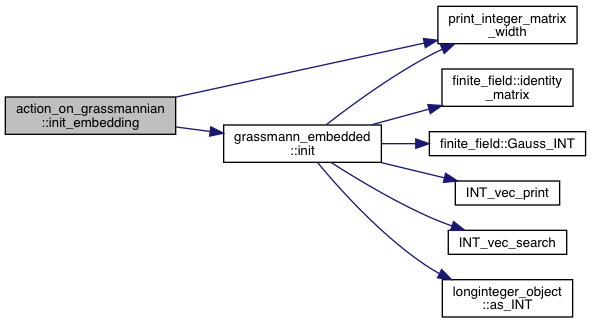 action_on_grassmannian
::init_embedding
print_integer_matrix
_width
grassmann_embedded
::init
finite_field::identity
_matrix
finite_field::Gauss_INT
INT_vec_print
INT_vec_search
longinteger_object
::as_INT